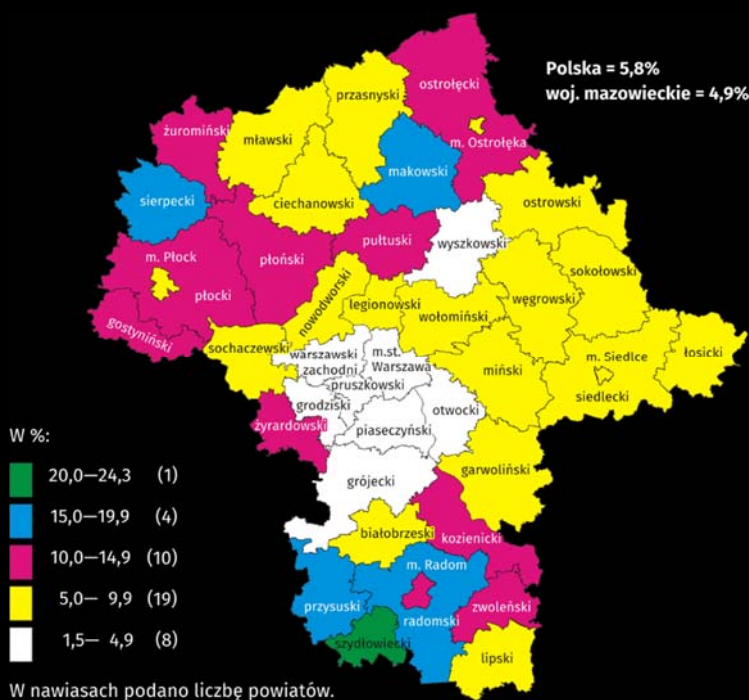 Polska = 5,8%
woj. mazowieckie = 4,9%
ostrołęcki
przasnyski
żuromiński
mławski
m. Ostrołęka
makowski
sierpecki
ciechanowski
ostrowski
pułtuski
wyszkowski
m. Płock
płoński
sokołowski
płocki
nowodworski
legionowski
węgrowski
wołomiński
gostyniński
sochaczewski
warszawski
zachodni
m.st.
Warszawa
m. Siedlce
łosicki
pruszkowski
miński
siedlecki
grodziski
otwocki
żyrardowski
piaseczyński
garwoliński
grójecki
białobrzeski
kozienicki
m. Radom
przysuski
radomski
zwoleński
szydłowiecki
lipski
W %:
20,0—24,3 (1)
15,0—19,9 (4)
10,0—14,9 (10)
5,0— 9,9 (19)
1,5— 4,9 (8)
W nawiasach podano liczbę powiatów.